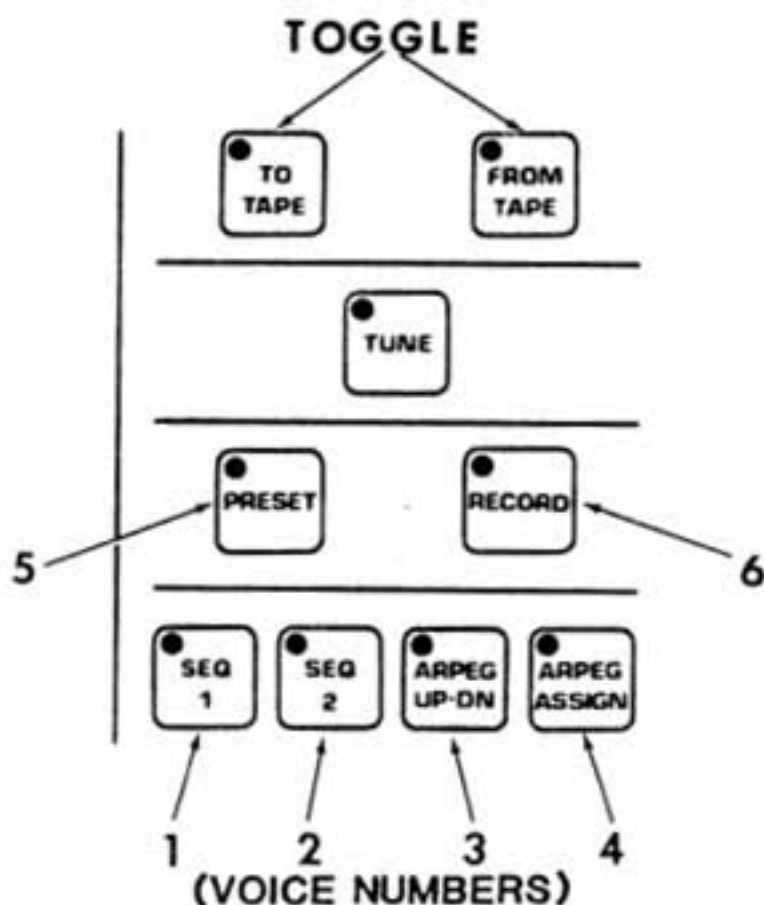 TOGGLE
TO
TAPE
FROM
TAPE
TUNE
PRESET
RECORD
5
6
SEQ
1
SEQ
2
ARPEG
UP-DN
ARPEG
ASSIGN
1
2
3
4
(VOICE NUMBERS)